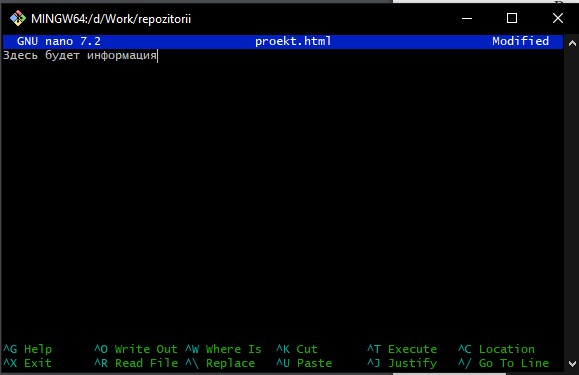 MINGW64:/d/Work/repozitorii
GNU nano 7.2 proekt.html Modified
Здесь будет информация
^G Help ^O Write Out ^W Where Is ^K Cut ^T Execute ^C Location
^X Exit ^R Read File ^\ Replace ^U Paste ^J Justify ^/ Go To Line